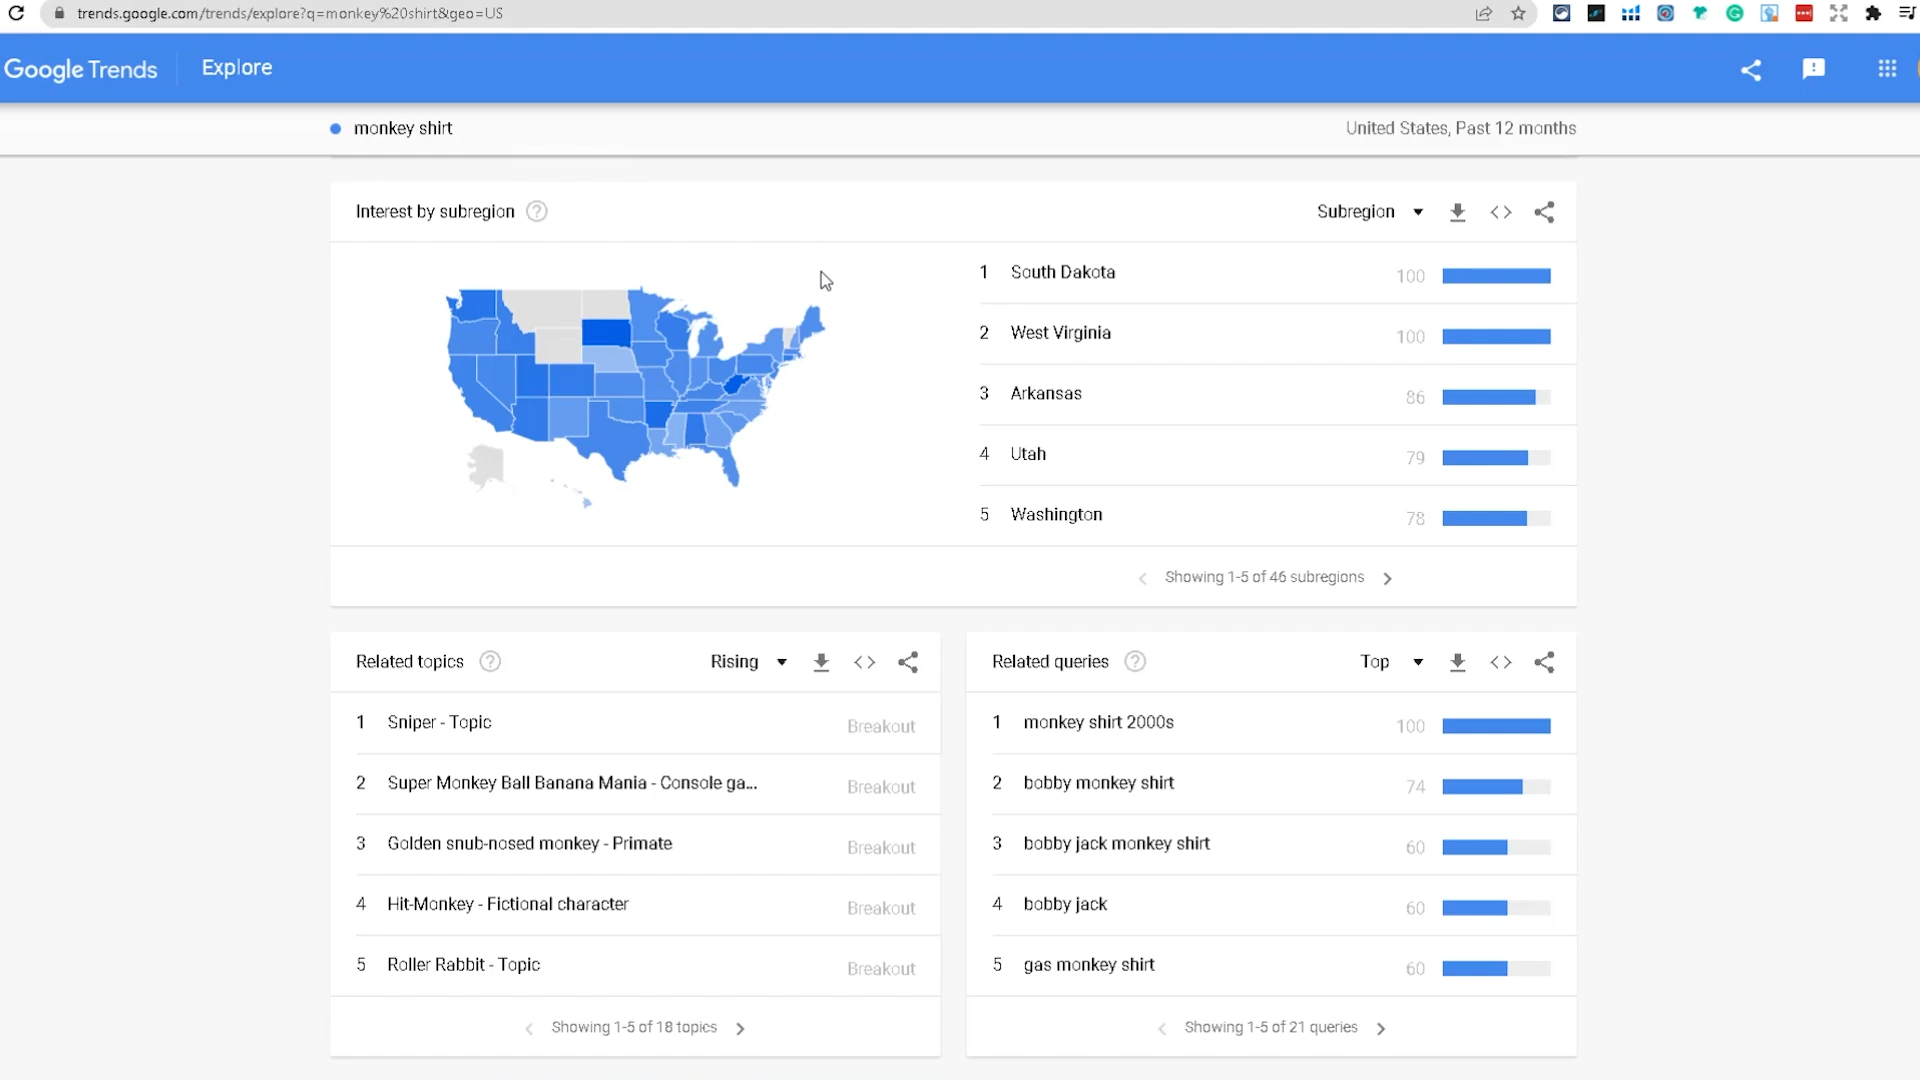 trends.google.com/trends/explore?q=monkey%20shirt&geo=US
Google Trends
Explore
monkey shirt
United States, Past 12 months
Interest by subregion
Subregion
1 South Dakota 100
2 West Virginia 100
3 Arkansas 86
4 Utah 79
5 Washington 78
Showing 1-5 of 46 subregions
Related topics
Rising
1 Sniper - Topic Breakout
2 Super Monkey Ball Banana Mania - Console ga... Breakout
3 Golden snub-nosed monkey - Primate Breakout
4 Hit-Monkey - Fictional character Breakout
5 Roller Rabbit - Topic Breakout
Showing 1-5 of 18 topics
Related queries
Top
1 monkey shirt 2000s 100
2 bobby monkey shirt 74
3 bobby jack monkey shirt 60
4 bobby jack 60
5 gas monkey shirt 60
Showing 1-5 of 21 queries